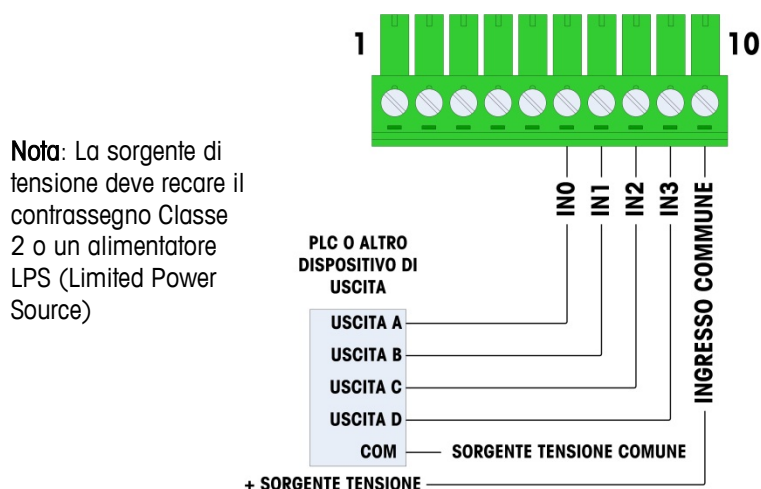 1
10
Nota: La sorgente di
tensione deve recare il
contrassegno Classe
2 o un alimentatore
LPS (Limited Power
Source)
IN0
IN1
IN2
IN3
INGRESSO COMMUNE
PLC O ALTRO
DISPOSITIVO DI
USCITA
USCITA A
USCITA B
USCITA C
USCITA D
COM
SORGENTE TENSIONE COMUNE
+ SORGENTE TENSIONE